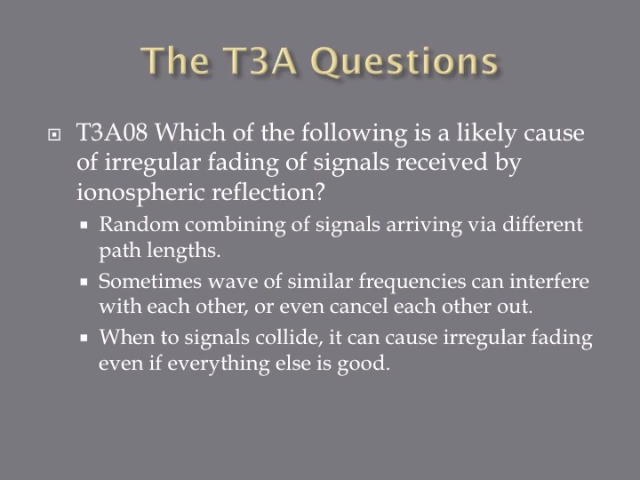 The T3A Questions
T3A08 Which of the following is a likely cause
of irregular fading of signals received by
ionospheric reflection?
Random combining of signals arriving via different
path lengths.
Sometimes wave of similar frequencies can interfere
with each other, or even cancel each other out.
When to signals collide, it can cause irregular fading
even if everything else is good.